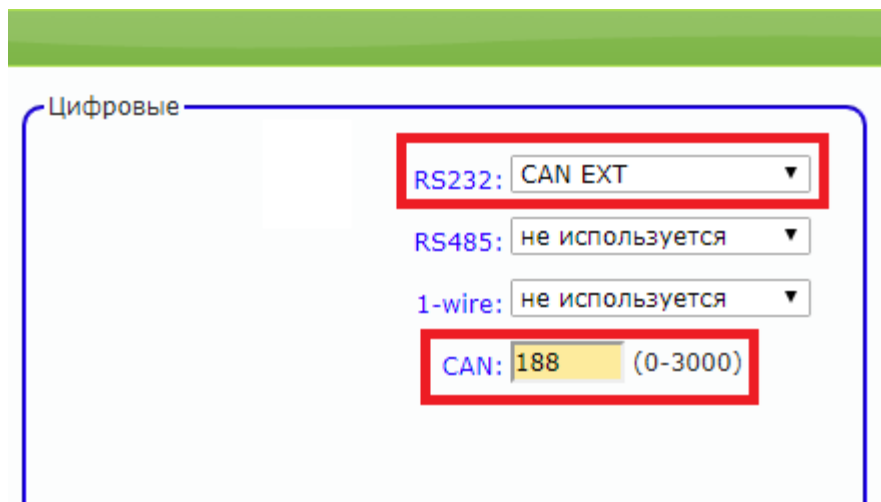 Цифровые
RS232: CAN EXT
RS485: не используется
1-wire: не используется
CAN: 188 (0-3000)